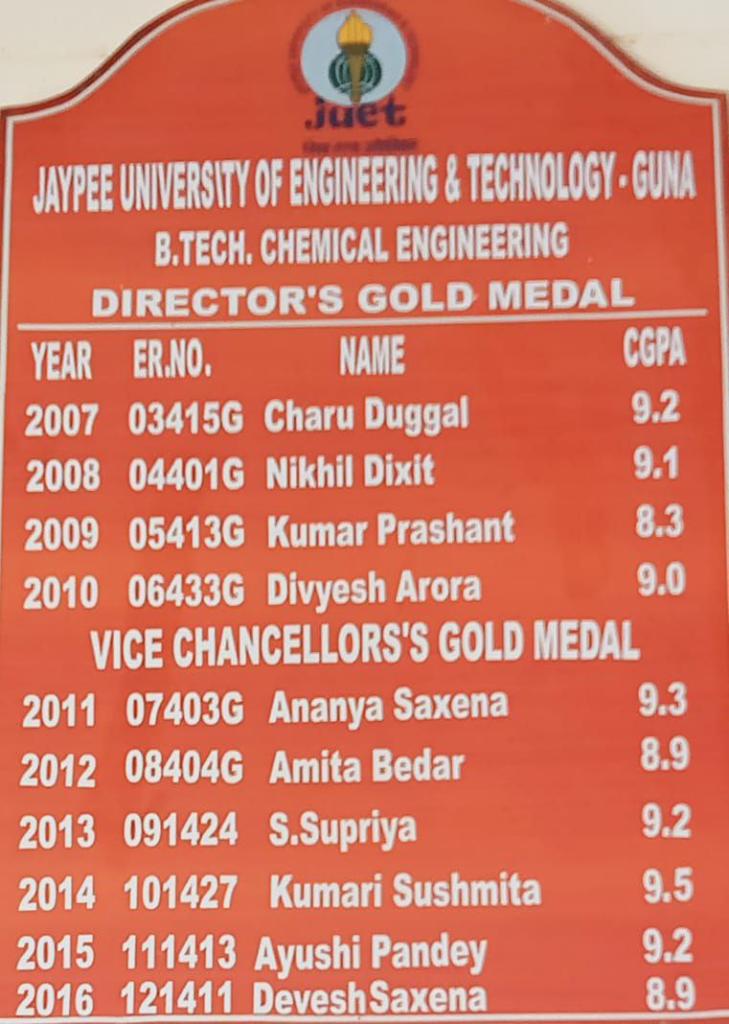 juet
JAYPEE UNIVERSITY OF ENGINEERING & TECHNOLOGY - GUNA
B.TECH. CHEMICAL ENGINEERING
DIRECTOR'S GOLD MEDAL
YEAR ER.NO. NAME CGPA
2007 03415G Charu Duggal 9.2
2008 04401G Nikhil Dixit 9.1
2009 05413G Kumar Prashant 8.3
2010 06433G Divyesh Arora 9.0
VICE CHANCELLORS'S GOLD MEDAL
2011 07403G Ananya Saxena 9.3
2012 08404G Amita Bedar 8.9
2013 091424 S.Supriya 9.2
2014 101427 Kumari Sushmita 9.5
2015 111413 Ayushi Pandey 9.2
2016 121411 Devesh Saxena 8.9